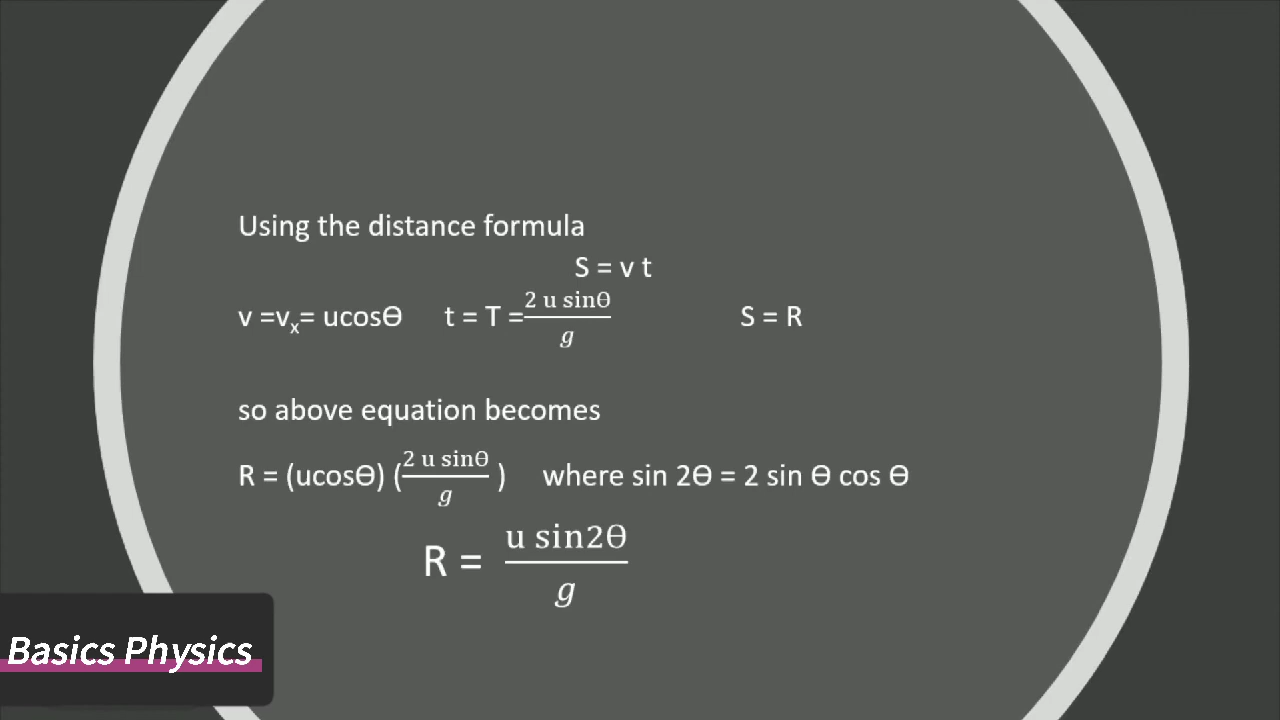 Using the distance formula
S = v t
v =vₓ= ucosϴ t = T = 2 u sinϴ / g S = R
so above equation becomes
R = (ucosϴ) ( 2 u sinϴ / g ) where sin 2ϴ = 2 sin ϴ cos ϴ
R = u sin2ϴ / g
Basics Physics